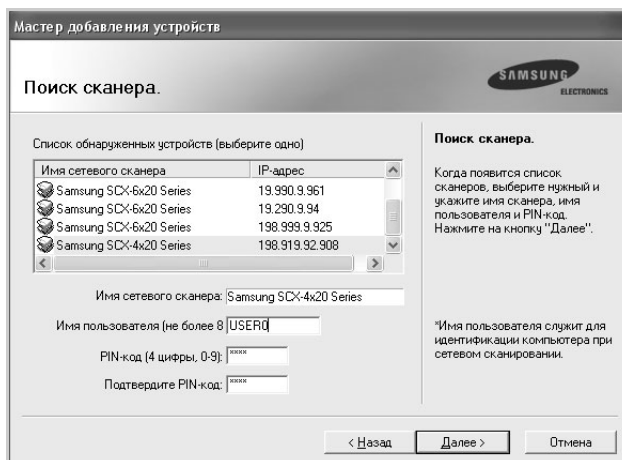 Мастер добавления устройств
Поиск сканера.
SAMSUNG
ELECTRONICS
Список обнаруженных устройств (выберите одно)
Имя сетевого сканера IP-адрес
Samsung SCX-6x20 Series 19.990.9.961
Samsung SCX-6x20 Series 19.290.9.94
Samsung SCX-6x20 Series 198.999.9.925
Samsung SCX-4x20 Series 198.919.92.908
Имя сетевого сканера: Samsung SCX-4x20 Series
Имя пользователя (не более 8 USER0
PIN-код (4 цифры, 0-9): ****
Подтвердите PIN-код: ****
Поиск сканера.
Когда появится список
сканеров, выберите нужный и
укажите имя сканера, имя
пользователя и PIN-код.
Нажмите на кнопку "Далее".
*Имя пользователя служит для
идентификации компьютера при
сетевом сканировании.
< Назад Далее > Отмена